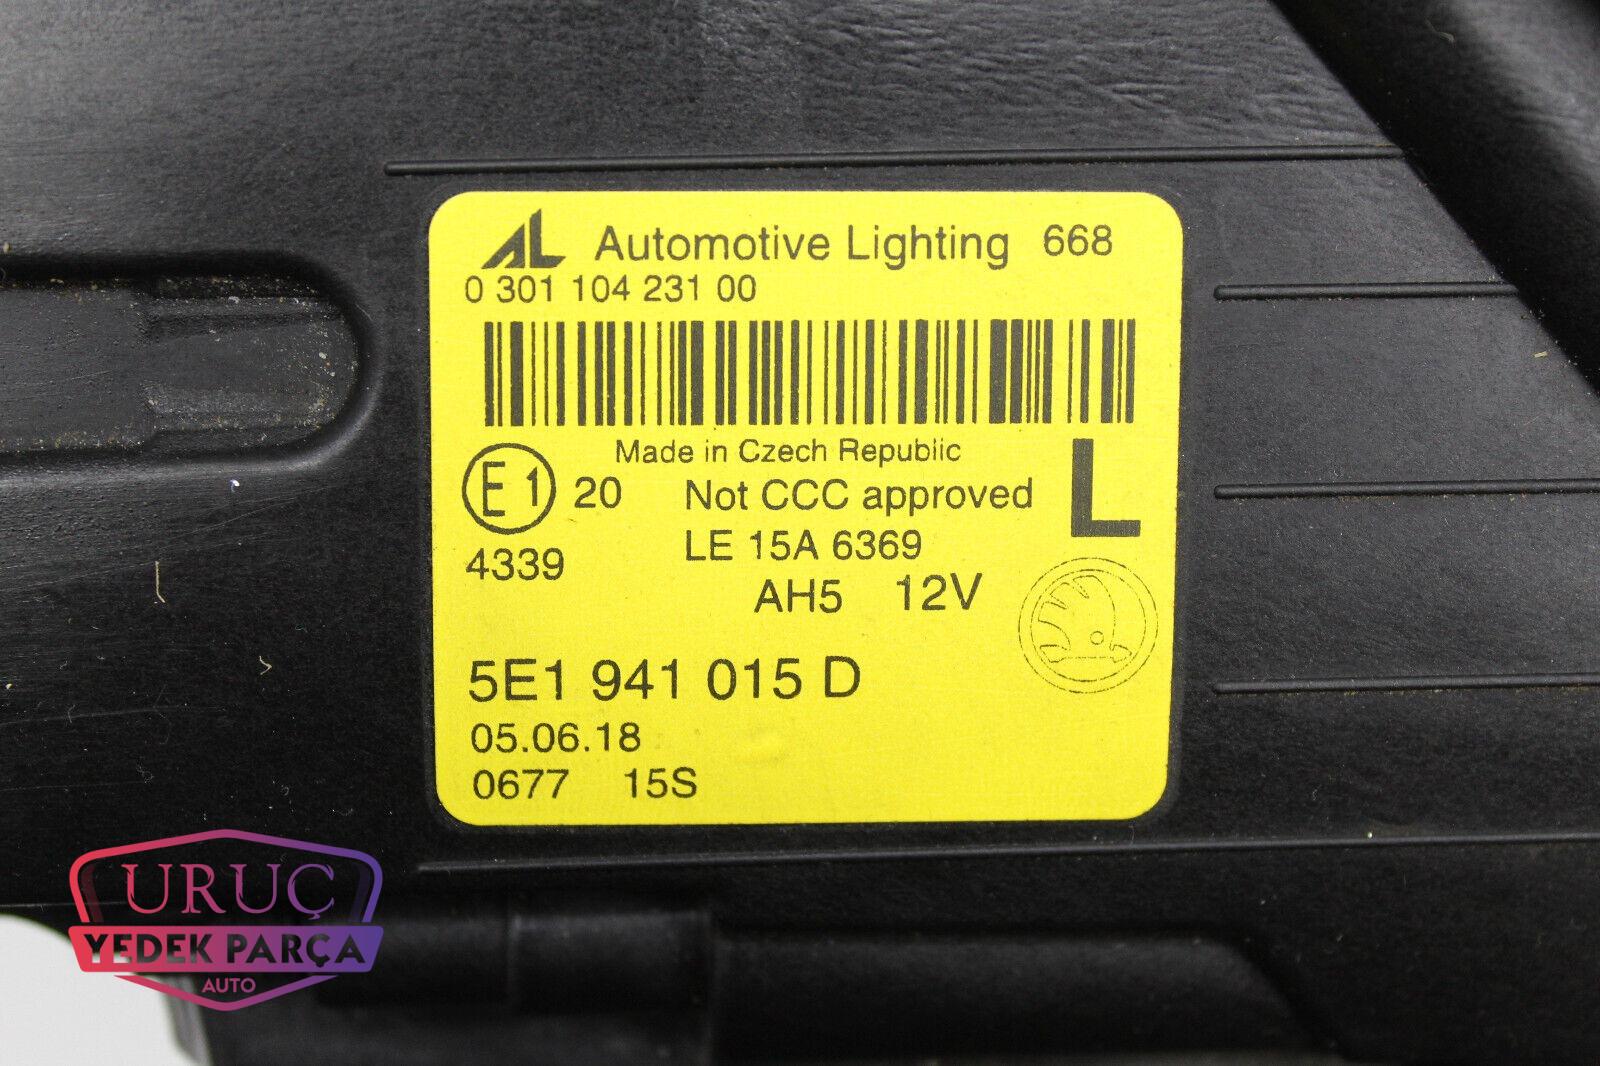 AL Automotive Lighting 668
0 301 104 231 00
Made in Czech Republic
E1 20 Not CCC approved L
4339 LE 15A 6369
AH5 12V
5E1 941 015 D
05.06.18
0677 15S
URUÇ
YEDEK PARÇA
AUTO